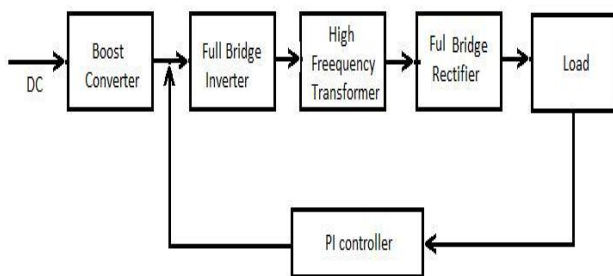 DC
Boost
Converter
Full Bridge
Inverter
High
Freequency
Transformer
Ful Bridge
Rectifier
Load
PI controller